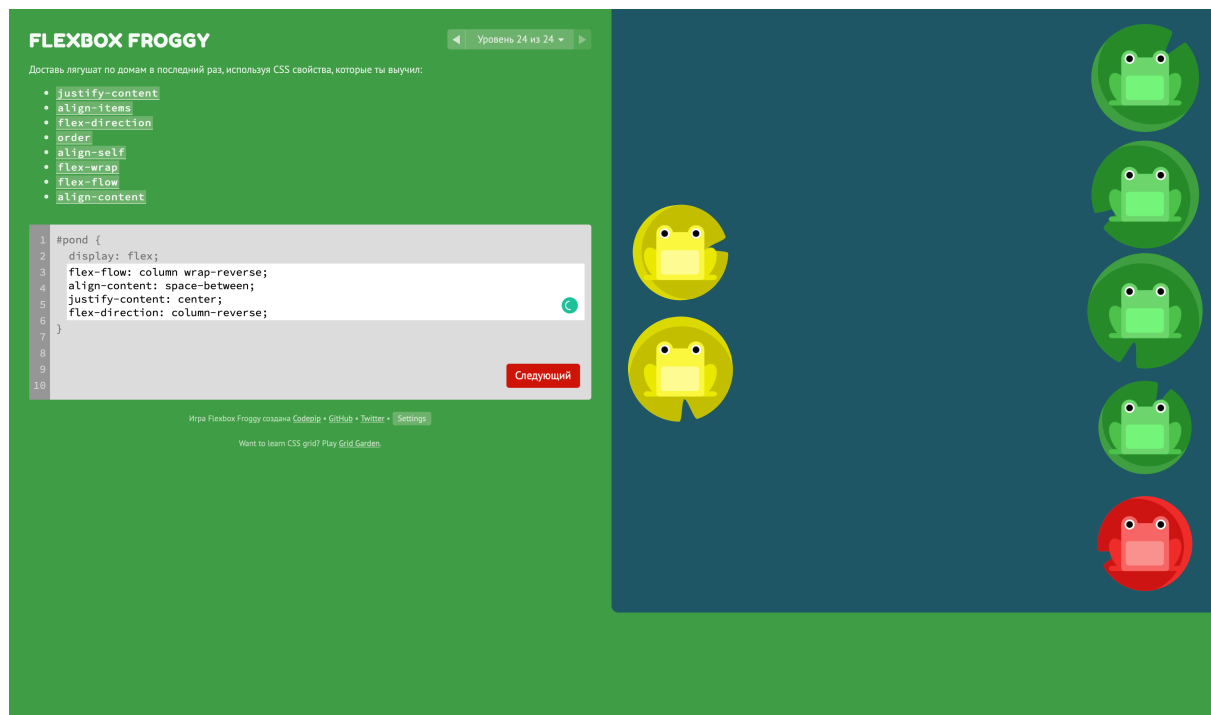 FLEXBOX FROGGY
Уровень 24 из 24
Доставь лягушат по домам в последний раз, используя CSS свойства, которые ты выучил:
justify-content
align-items
flex-direction
order
align-self
flex-wrap
flex-flow
align-content
1 #pond {
2 display: flex;
3 flex-flow: column wrap-reverse;
4 align-content: space-between;
5 justify-content: center;
6 flex-direction: column-reverse;
7 }
8
9
10
Следующий
Игра Flexbox Froggy создана Codepip • GitHub • Twitter • Settings
Want to learn CSS grid? Play Grid Garden.